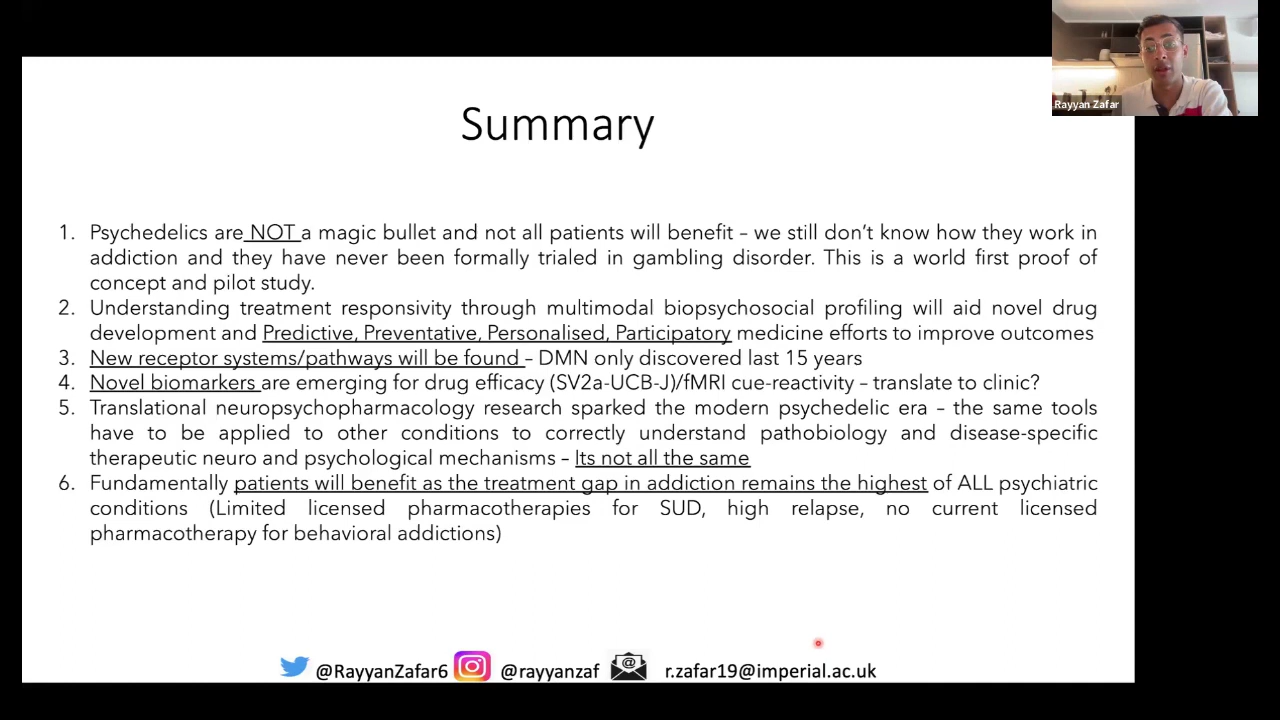 Rayyan Zafar
Summary
1. Psychedelics are NOT a magic bullet and not all patients will benefit – we still don’t know how they work in
addiction and they have never been formally trialed in gambling disorder. This is a world first proof of
concept and pilot study.
2. Understanding treatment responsivity through multimodal biopsychosocial profiling will aid novel drug
development and Predictive, Preventative, Personalised, Participatory medicine efforts to improve outcomes
3. New receptor systems/pathways will be found – DMN only discovered last 15 years
4. Novel biomarkers are emerging for drug efficacy (SV2a-UCB-J)/fMRI cue-reactivity – translate to clinic?
5. Translational neuropsychopharmacology research sparked the modern psychedelic era – the same tools
have to be applied to other conditions to correctly understand pathobiology and disease-specific
therapeutic neuro and psychological mechanisms – Its not all the same
6. Fundamentally patients will benefit as the treatment gap in addiction remains the highest of ALL psychiatric
conditions (Limited licensed pharmacotherapies for SUD, high relapse, no current licensed
pharmacotherapy for behavioral addictions)
@RayyanZafar6 @rayyanzaf @ r.zafar19@imperial.ac.uk